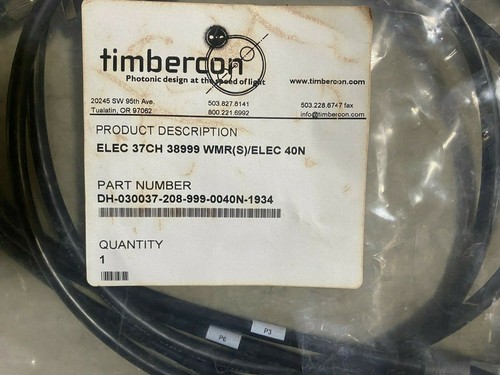 timbercon
Photonic design at the speed of light
www.timbercon.com
20245 SW 95th Ave. 503.827.8141 503.228.6747 fax
Tualatin, OR 97062 800.221.6992 info@timbercon.com
PRODUCT DESCRIPTION
ELEC 37CH 38999 WMR(S)/ELEC 40N
PART NUMBER
DH-030037-208-999-0040N-1934
QUANTITY
1
P6
P3